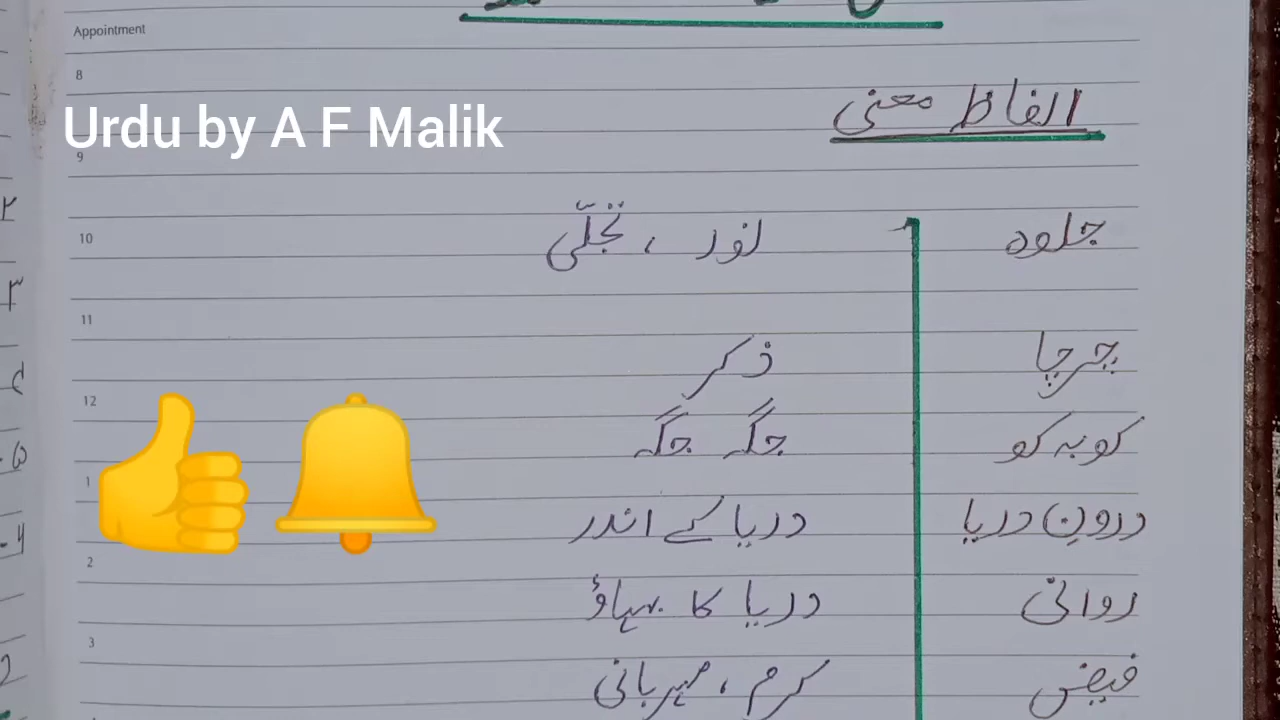 Appointment
8
الفاظ معنی
Urdu by A F Malik
9
10
جلوہ نور ، تجلّی
11
چرچا ذکر
12
کوبہ کو جگہ جگہ
1
درونِ دریا دریا کے اندر
2
روانی دریا کا بہاؤ
3
فیض کرم ، مہربانی